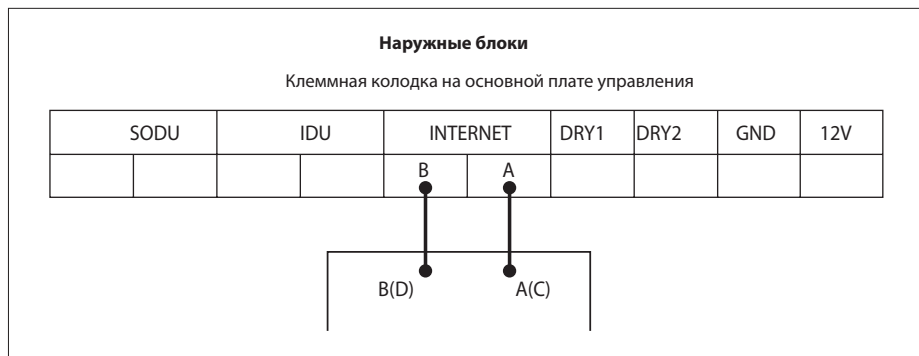 Наружные блоки
Клеммная колодка на основной плате управления
SODU IDU INTERNET DRY1 DRY2 GND 12V
B A
B(D) A(C)